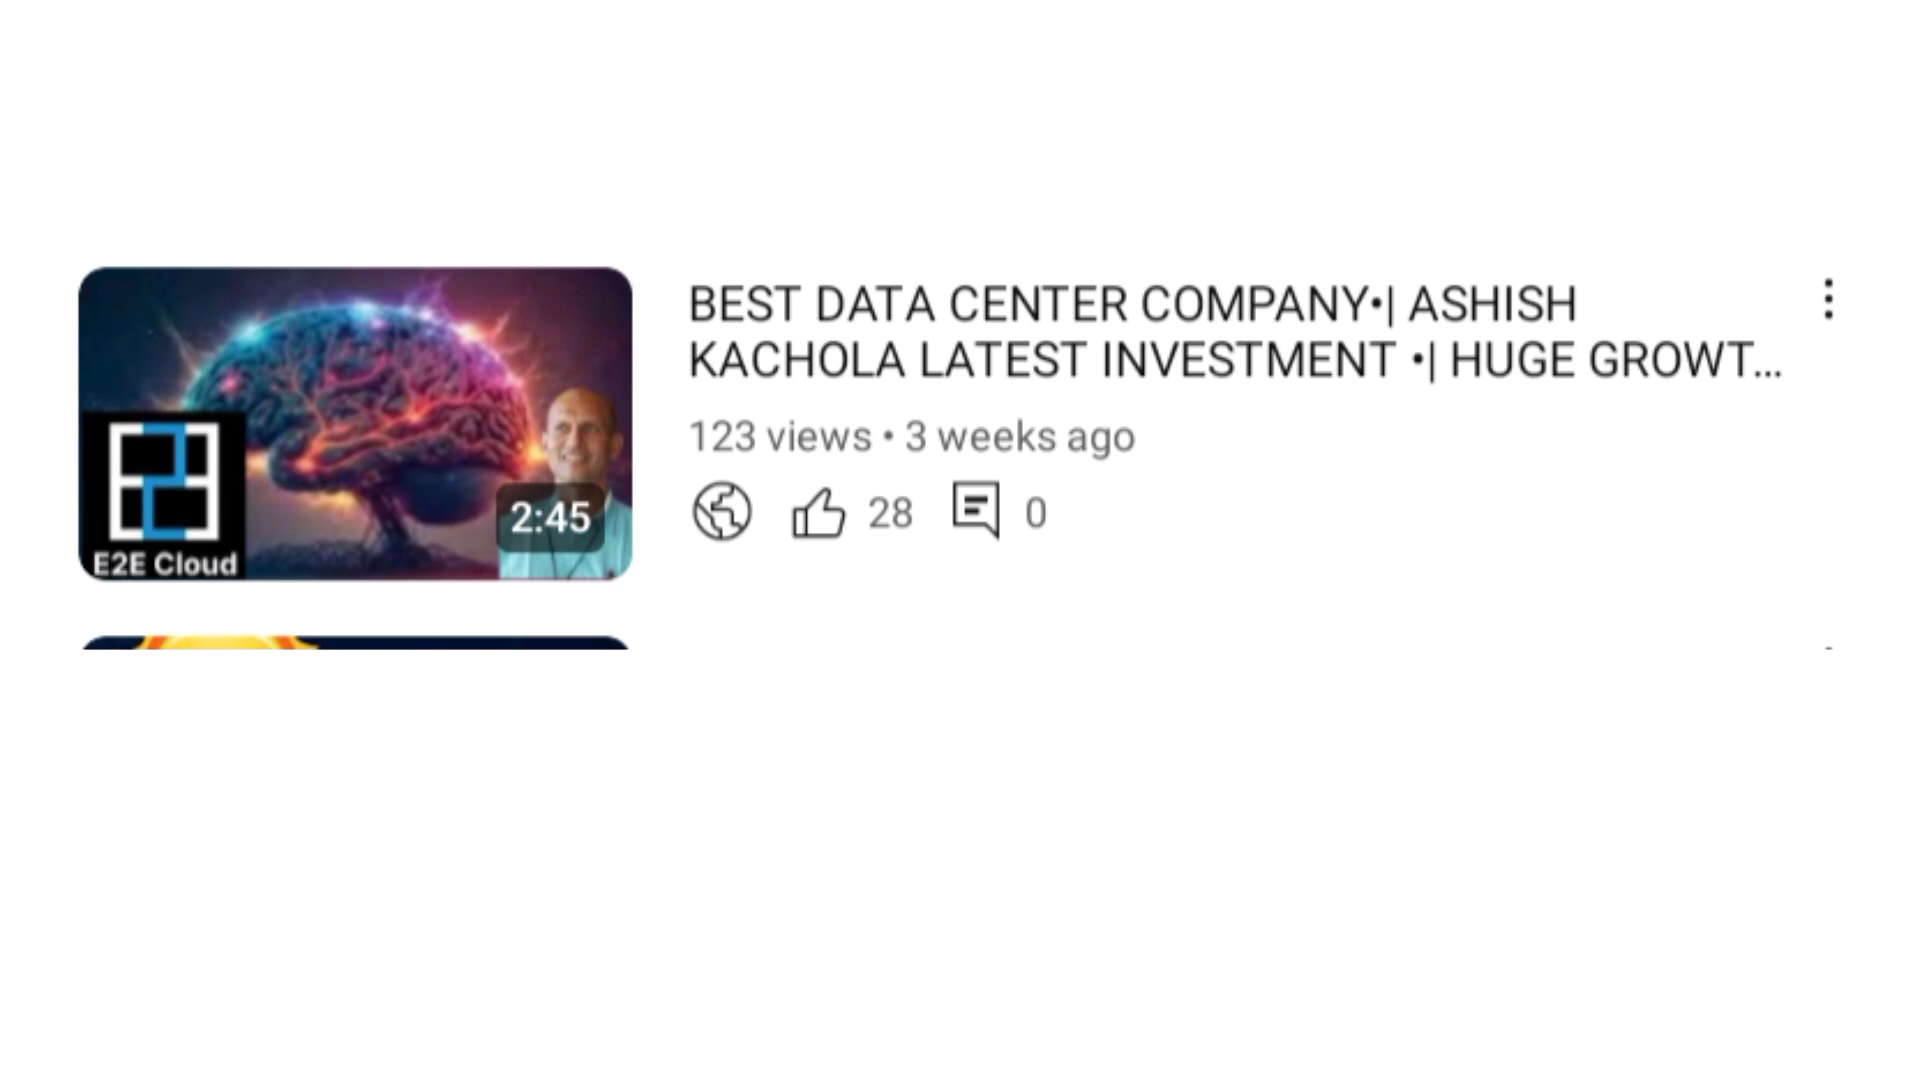 BEST DATA CENTER COMPANY•| ASHISH
KACHOLA LATEST INVESTMENT •| HUGE GROWT...
123 views • 3 weeks ago
28 0
2:45
E2E Cloud